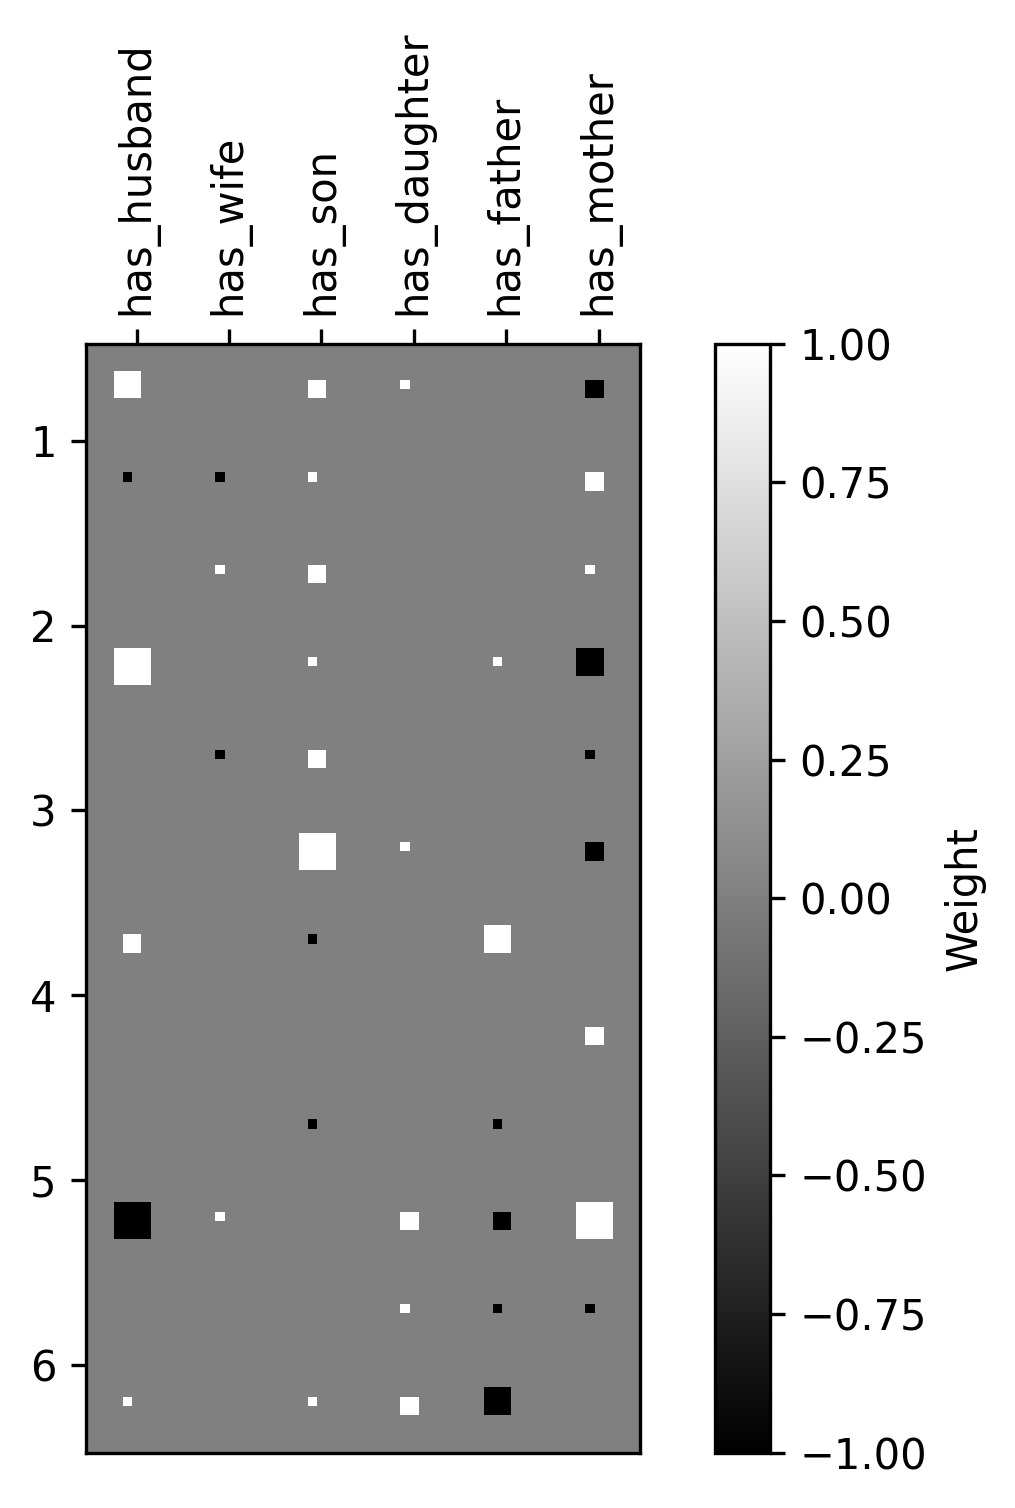 has_husband
has_wife
has_son
has_daughter
has_father
has_mother
1
2
3
4
5
6
1.00
0.75
0.50
0.25
0.00
−0.25
−0.50
−0.75
−1.00
Weight